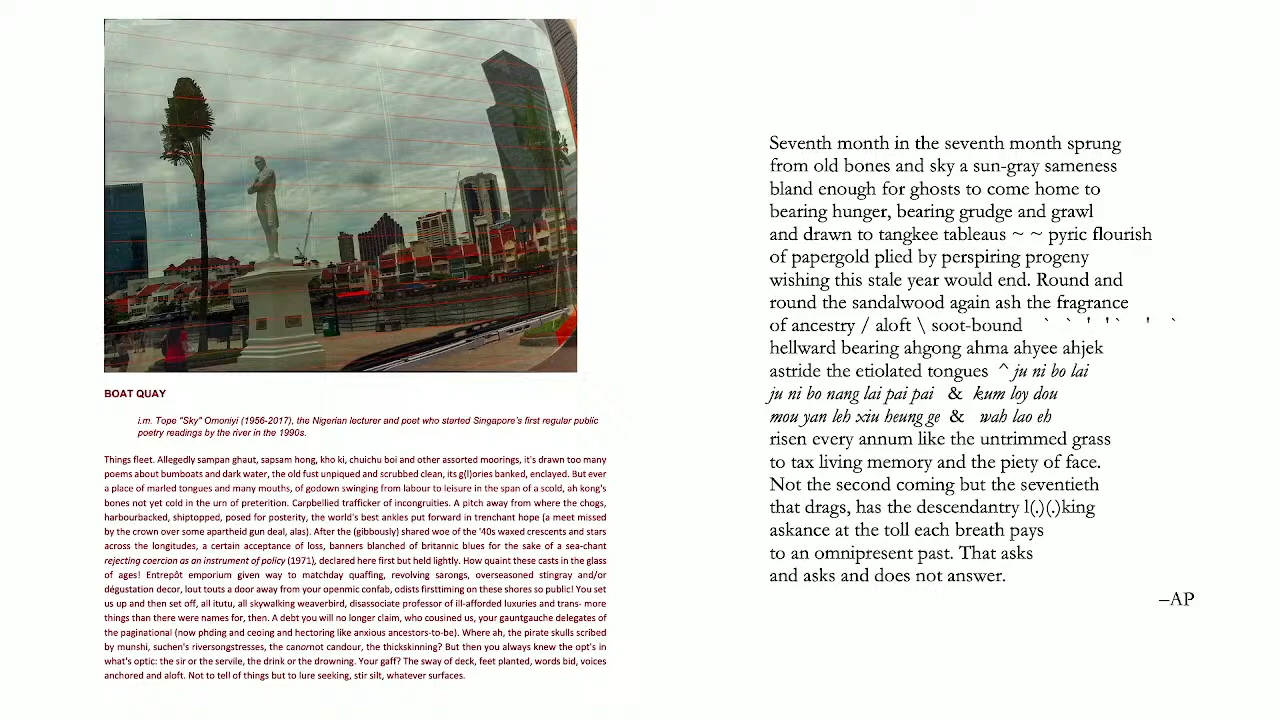 BOAT QUAY
i.m. Tope "Sky" Omoniyi (1956-2017), the Nigerian lecturer and poet who started Singapore's first regular public
poetry readings by the river in the 1990s.
Things fleet. Allegedly sampan ghaut, sapsam hong, kho ki, chuichu boi and other assorted moorings, it's drawn too many
poems about bumboats and dark water, the old fust unpiqued and scrubbed clean, its g(l)ories banked, enclayed. But ever
a place of marled tongues and many mouths, of godown swinging from labour to leisure in the span of a scold, ah kong's
bones not yet cold in the urn of preterition. Carpbellied trafficker of incongruities. A pitch away from where the chogs,
harbourbacked, shiptopped, posed for posterity, the world's best ankles put forward in trenchant hope (a meet missed
by the crown over some apartheid gun deal, alas). After the (gibbously) shared woe of the '40s waxed crescents and stars
across the longitudes, a certain acceptance of loss, banners blanched of britannic blues for the sake of a sea-chant
rejecting coercion as an instrument of policy (1971), declared here first but held lightly. How quaint these casts in the glass
of ages! Entrepôt emporium given way to matchday quaffing, revolving sarongs, overseasoned stingray and/or
dégustation decor, lout touts a door away from your openmic confab, odists firsttiming on these shores so public! You set
us up and then set off, all itutu, all skywalking weaverbird, disassociate professor of ill-afforded luxuries and trans- more
things than there were names for, then. A debt you will no longer claim, who cousined us, your gauntgauche delegates of
the paginational (now phding and ceoing and hectoring like anxious ancestors-to-be). Where ah, the pirate skulls scribed
by munshi, suchen's riversongstresses, the canornot candour, the thickskinning? But then you always knew the opt's in
what's optic: the sir or the servile, the drink or the drowning. Your gaff? The sway of deck, feet planted, words bid, voices
anchored and aloft. Not to tell of things but to lure seeking, stir silt, whatever surfaces.
Seventh month in the seventh month sprung
from old bones and sky a sun-gray sameness
bland enough for ghosts to come home to
bearing hunger, bearing grudge and grawl
and drawn to tangkee tableaus ~ ~ pyric flourish
of papergold plied by perspiring progeny
wishing this stale year would end. Round and
round the sandalwood again ash the fragrance
of ancestry / aloft \ soot-bound ` ` ' ' ` ' `
hellward bearing ahgong ahma ahyee ahjek
astride the etiolated tongues ^ ju ni bo lai
ju ni bo nang lai pai pai & kum loy dou
mou yan leh xiu heung ge & wah lao eh
risen every annum like the untrimmed grass
to tax living memory and the piety of face.
Not the second coming but the seventieth
that drags, has the descendantry l(.)(.)king
askance at the toll each breath pays
to an omnipresent past. That asks
and asks and does not answer.
–AP